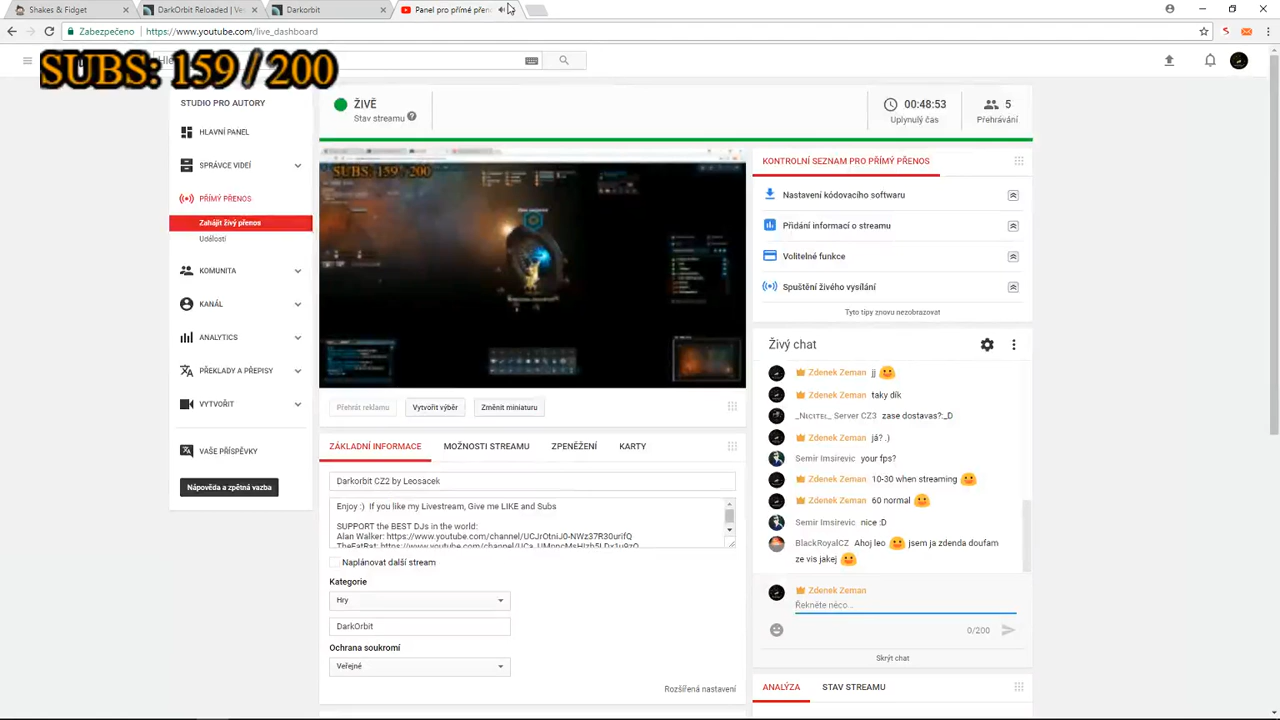 Shakes & Fidget
DarkOrbit Reloaded | Ves
Darkorbit
Panel pro přímé přen
Zabezpečeno
https://www.youtube.com/live_dashboard
SUBS: 159 / 200
STUDIO PRO AUTORY
HLAVNÍ PANEL
SPRÁVCE VIDEÍ
PŘÍMÝ PŘENOS
Zahájit živý přenos
Události
KOMUNITA
KANÁL
ANALYTICS
PŘEKLADY A PŘEPISY
VYTVOŘIT
VAŠE PŘÍSPĚVKY
Nápověda a zpětná vazba
ŽIVĚ
Stav streamu
00:48:53
Uplynulý čas
5
Přehrávání
SUBS: 159 / 200
Přehrát reklamu
Vytvořit výběr
Změnit miniaturu
ZÁKLADNÍ INFORMACE
MOŽNOSTI STREAMU
ZPENĚŽENÍ
KARTY
Darkorbit CZ2 by Leosacek
Enjoy :) If you like my Livestream, Give me LIKE and Subs
SUPPORT the BEST DJs in the world:
Alan Walker: https://www.youtube.com/channel/UCJrOtniJ0-NWz37R30urifQ
Naplánovat další stream
Kategorie
Hry
DarkOrbit
Ochrana soukromí
Veřejné
Rozšířená nastavení
KONTROLNÍ SEZNAM PRO PŘÍMÝ PŘENOS
Nastavení kódovacího softwaru
Přidání informací o streamu
Volitelné funkce
Spuštění živého vysílání
Tyto tipy znovu nezobrazovat
Živý chat
Zdenek Zeman jj
Zdenek Zeman taky dík
_Nιcιтεʟ_ Server CZ3 zase dostavas?:_D
Zdenek Zeman já? .)
Semir Imsirevic your fps?
Zdenek Zeman 10-30 when streaming
Zdenek Zeman 60 normal
Semir Imsirevic nice :D
BlackRoyalCZ Ahoj leo jsem ja zdenda doufam
ze vis jakej
Zdenek Zeman
Řekněte něco...
0/200
Skrýt chat
ANALÝZA
STAV STREAMU